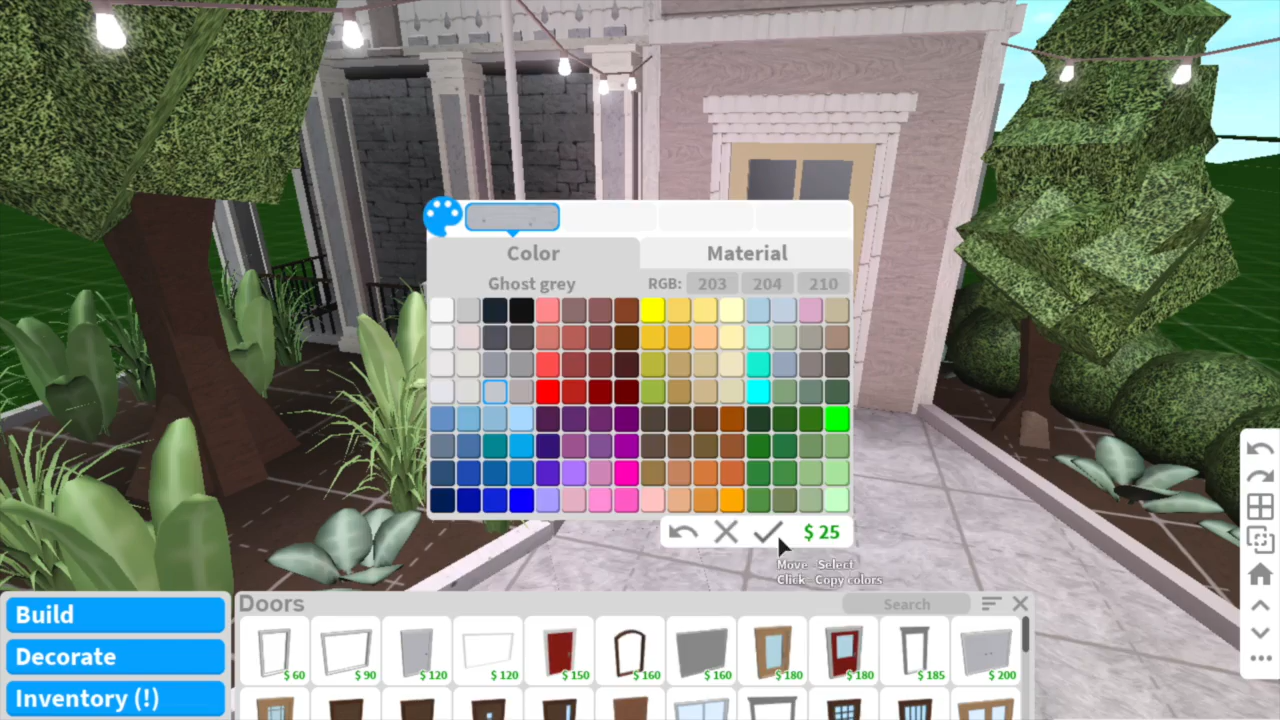 Color
Material
Ghost grey
RGB: 203 204 210
$ 25
Move - Select
Click - Copy colors
Build
Decorate
Inventory (!)
Doors
Search
$ 60
$ 90
$ 120
$ 120
$ 150
$ 160
$ 160
$ 180
$ 180
$ 185
$ 200